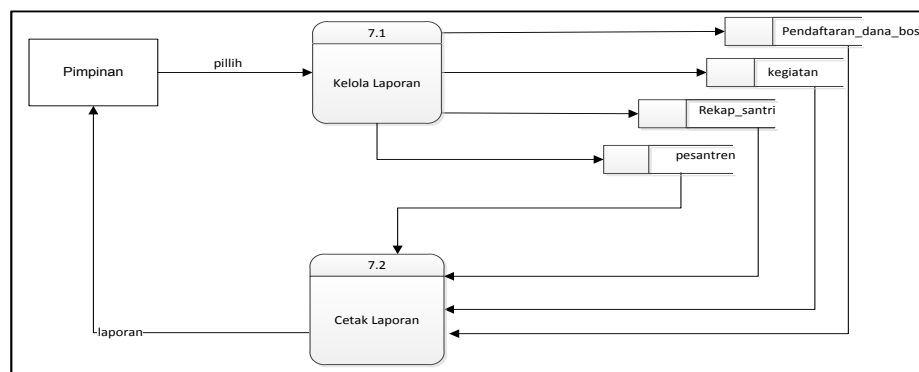 7.1
Pendaftaran_dana_bos
Pimpinan
pillih
Kelola Laporan
kegiatan
Rekap_santri
pesantren
7.2
Cetak Laporan
laporan